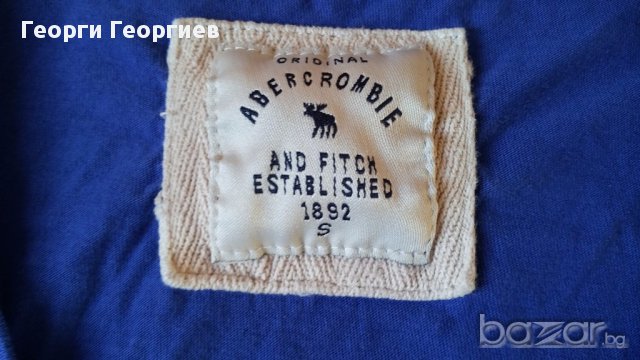 Георги Георгиев
ORIGINAL
ABERCROMBIE
AND FITCH
ESTABLISHED
1892
S
bazar.bg